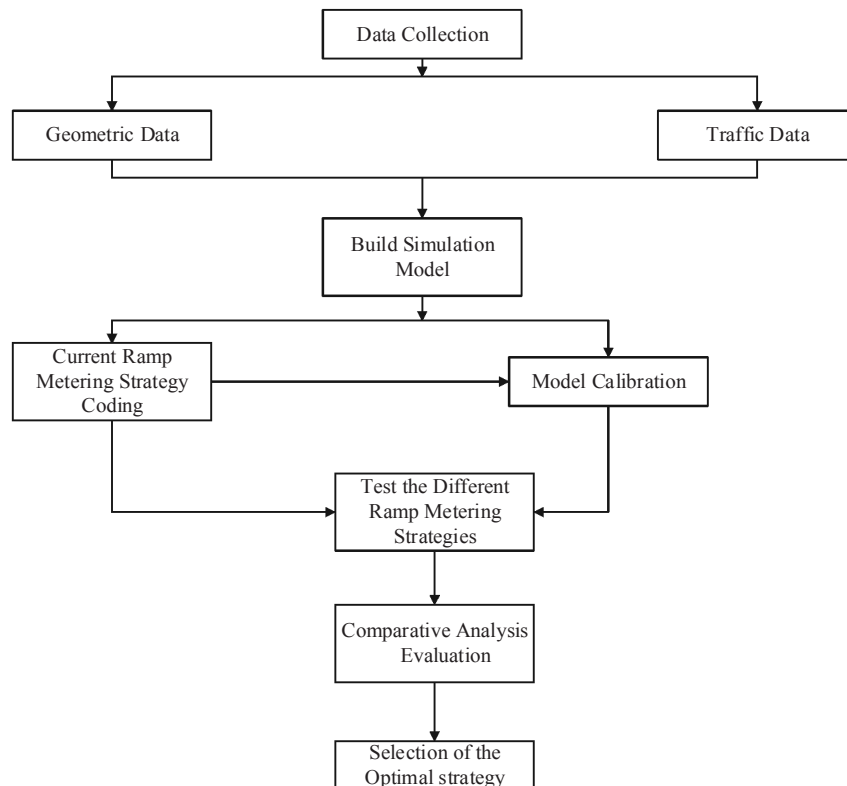 Data Collection
Geometric Data
Traffic Data
Build Simulation
Model
Current Ramp
Metering Strategy
Coding
Model Calibration
Test the Different
Ramp Metering
Strategies
Comparative Analysis
Evaluation
Selection of the
Optimal strategy